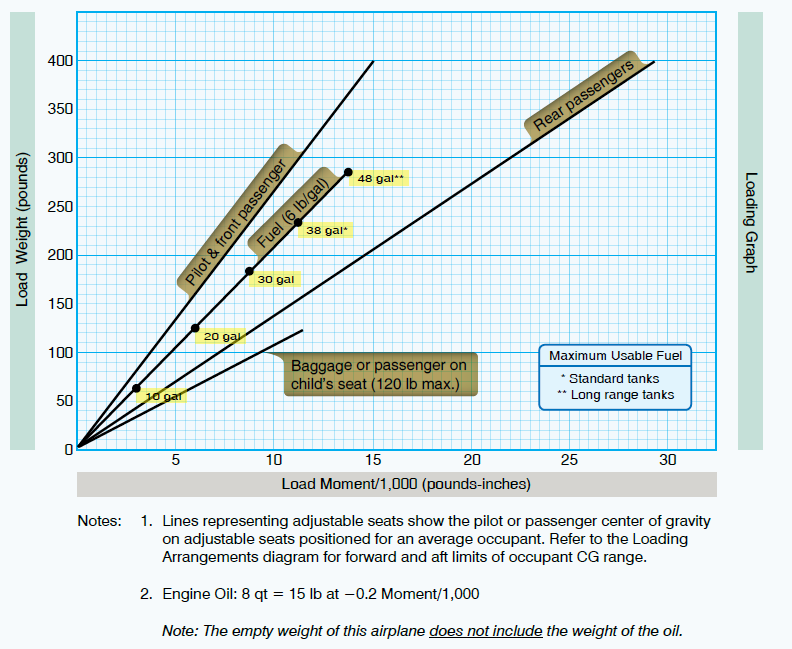 400
350
300
250
200
150
100
50
0
Load Weight (pounds)
Pilot & front passenger
Fuel (6 lb/gal)
Rear passengers
48 gal**
38 gal*
30 gal
20 gal
10 gal
Baggage or passenger on
child's seat (120 lb max.)
Maximum Usable Fuel
* Standard tanks
** Long range tanks
Loading Graph
5 10 15 20 25 30
Load Moment/1,000 (pounds-inches)
Notes: 1. Lines representing adjustable seats show the pilot or passenger center of gravity
on adjustable seats positioned for an average occupant. Refer to the Loading
Arrangements diagram for forward and aft limits of occupant CG range.
2. Engine Oil: 8 qt = 15 lb at −0.2 Moment/1,000
Note: The empty weight of this airplane does not include the weight of the oil.